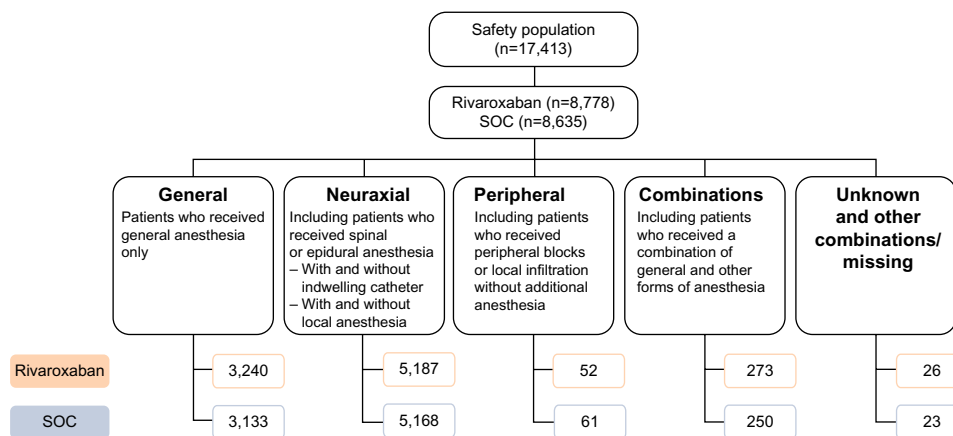 Safety population
(n=17,413)
Rivaroxaban (n=8,778)
SOC (n=8,635)
General
Patients who received
general anesthesia
only
Neuraxial
Including patients who
received spinal
or epidural anesthesia
– With and without
indwelling catheter
– With and without
local anesthesia
Peripheral
Including patients
who received
peripheral blocks
or local infiltration
without additional
anesthesia
Combinations
Including patients
who received a
combination of
general and other
forms of anesthesia
Unknown
and other
combinations/
missing
Rivaroxaban 3,240 5,187 52 273 26
SOC 3,133 5,168 61 250 23